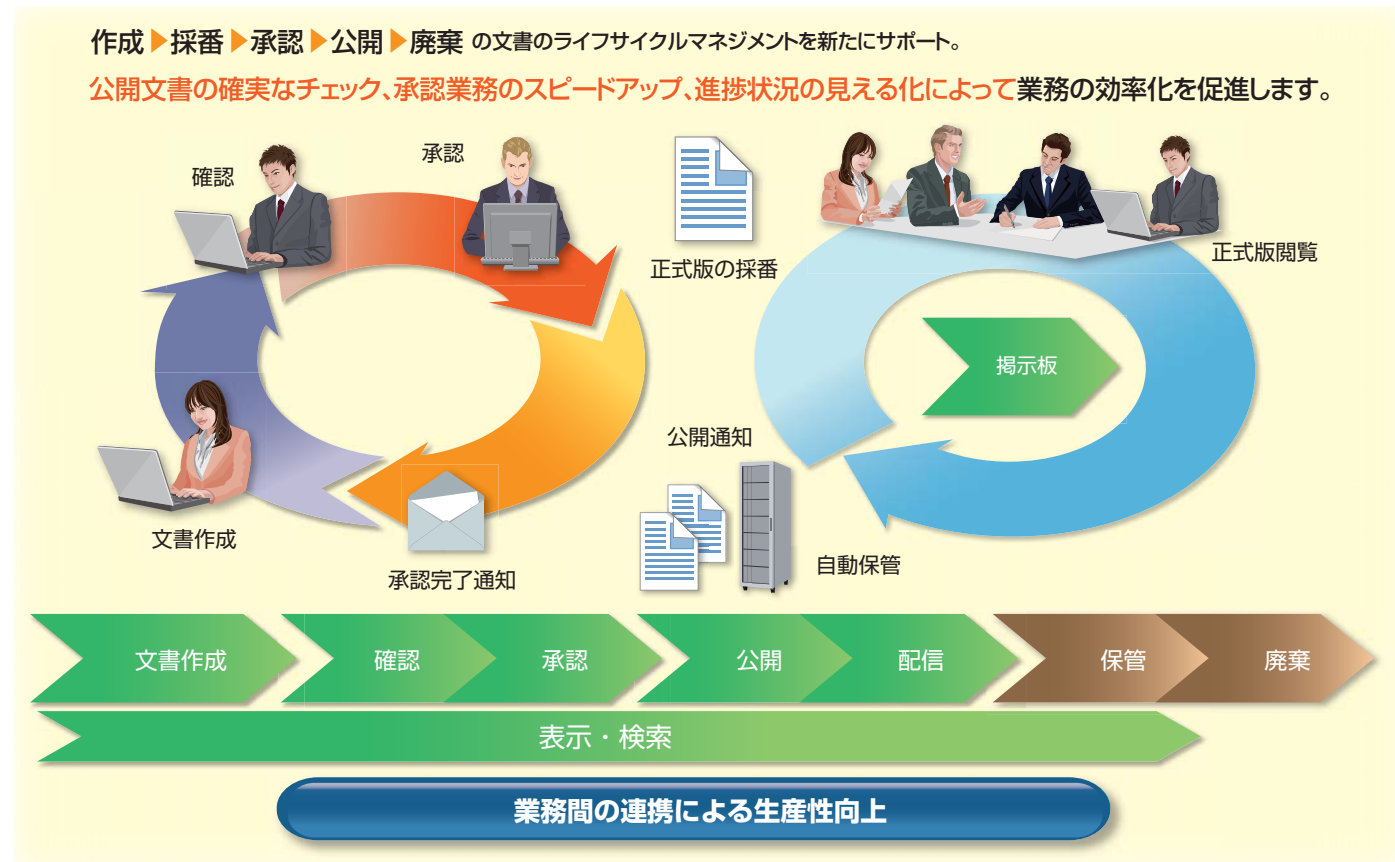 作成▶採番▶承認▶公開▶廃棄 の文書のライフサイクルマネジメントを新たにサポート。
公開文書の確実なチェック、承認業務のスピードアップ、進捗状況の見える化によって業務の効率化を促進します。
確認
承認
文書作成
承認完了通知
正式版の採番
正式版閲覧
掲示板
公開通知
自動保管
文書作成
確認
承認
公開
配信
保管
廃棄
表示・検索
業務間の連携による生産性向上